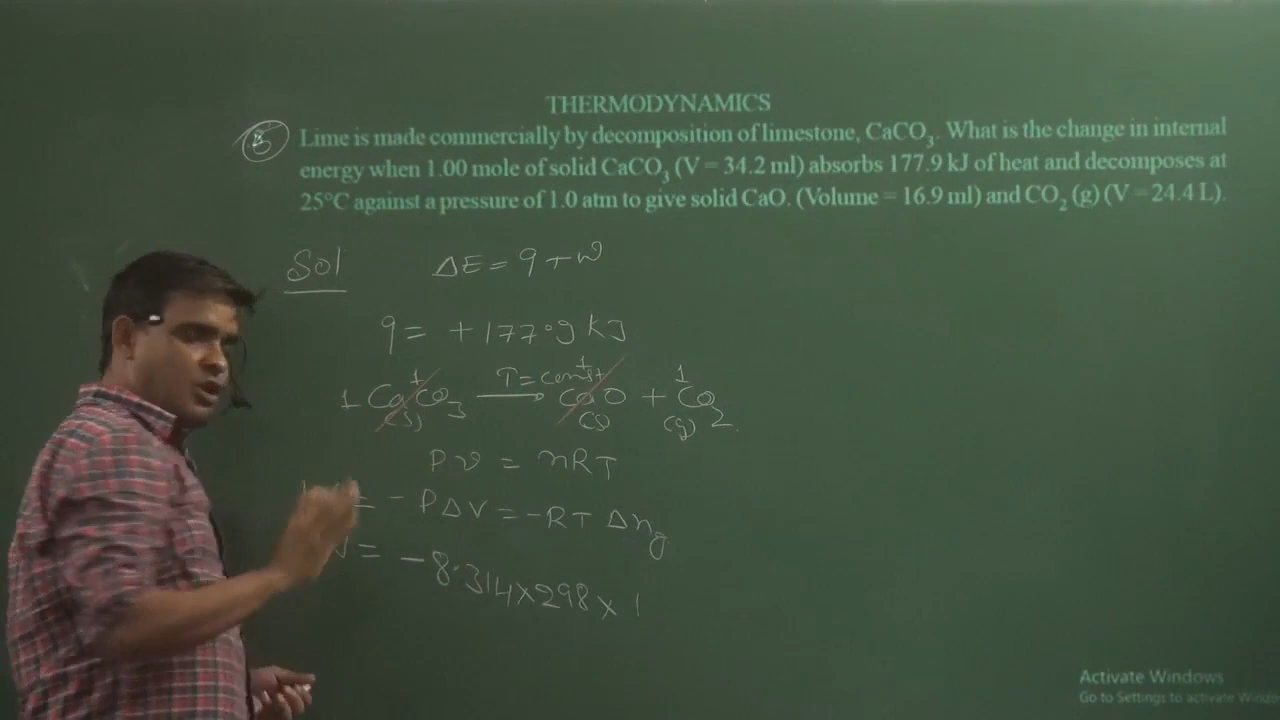 THERMODYNAMICS
8 Lime is made commercially by decomposition of limestone, CaCO₃. What is the change in internal
energy when 1.00 mole of solid CaCO₃ (V = 34.2 ml) absorbs 177.9 kJ of heat and decomposes at
25°C against a pressure of 1.0 atm to give solid CaO. (Volume = 16.9 ml) and CO₂ (g) (V = 24.4 L).
Sol ΔE = q + w
q = +177.9 kJ
1 CaCO₃ (s) T = const → CaO (s) + CO₂ (g)
PV = nRT
= -PΔV = -RT Δng
= -8.314 x 298 x 1
Activate Windows
Go to Settings to activate Windo